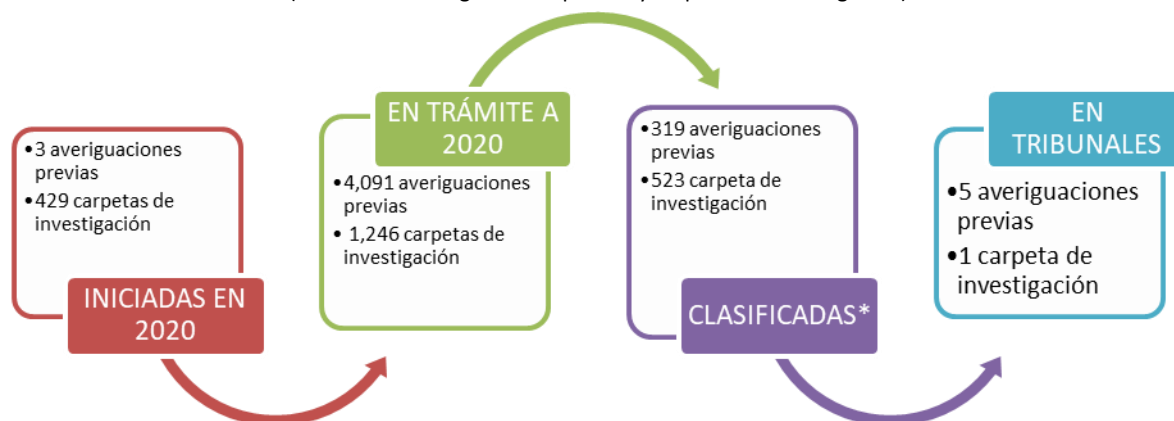 •3 averiguaciones
previas
•429 carpetas de
investigación
INICIADAS EN
2020
EN TRÁMITE A
2020
•4,091 averiguaciones
previas
• 1,246 carpetas de
investigación
•319 averiguaciones
previas
•523 carpeta de
investigación
CLASIFICADAS*
EN
TRIBUNALES
•5 averiguaciones
previas
•1 carpeta de
investigación